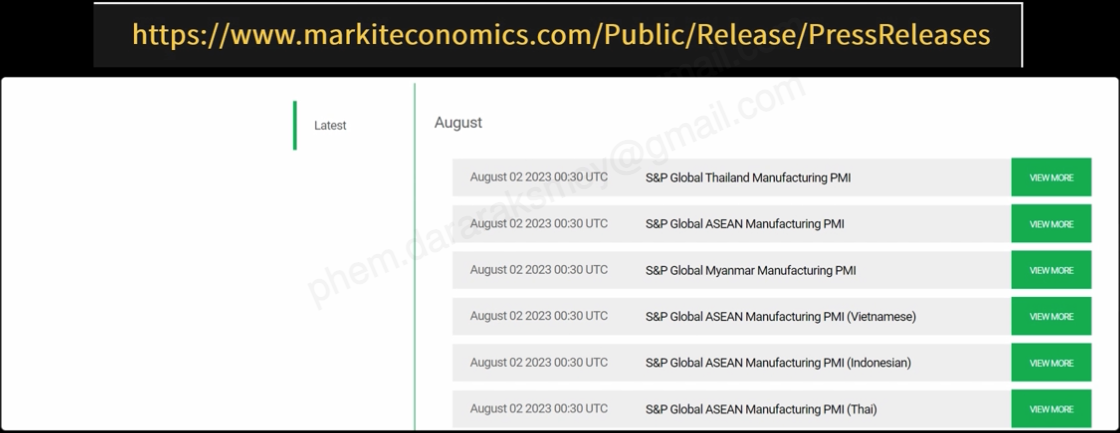 https://www.markiteconomics.com/Public/Release/PressReleases
Latest
August
August 02 2023 00:30 UTC S&P Global Thailand Manufacturing PMI VIEW MORE
August 02 2023 00:30 UTC S&P Global ASEAN Manufacturing PMI VIEW MORE
August 02 2023 00:30 UTC S&P Global Myanmar Manufacturing PMI VIEW MORE
August 02 2023 00:30 UTC S&P Global ASEAN Manufacturing PMI (Vietnamese) VIEW MORE
August 02 2023 00:30 UTC S&P Global ASEAN Manufacturing PMI (Indonesian) VIEW MORE
August 02 2023 00:30 UTC S&P Global ASEAN Manufacturing PMI (Thai) VIEW MORE
phem.dararaksmey@gmail.com